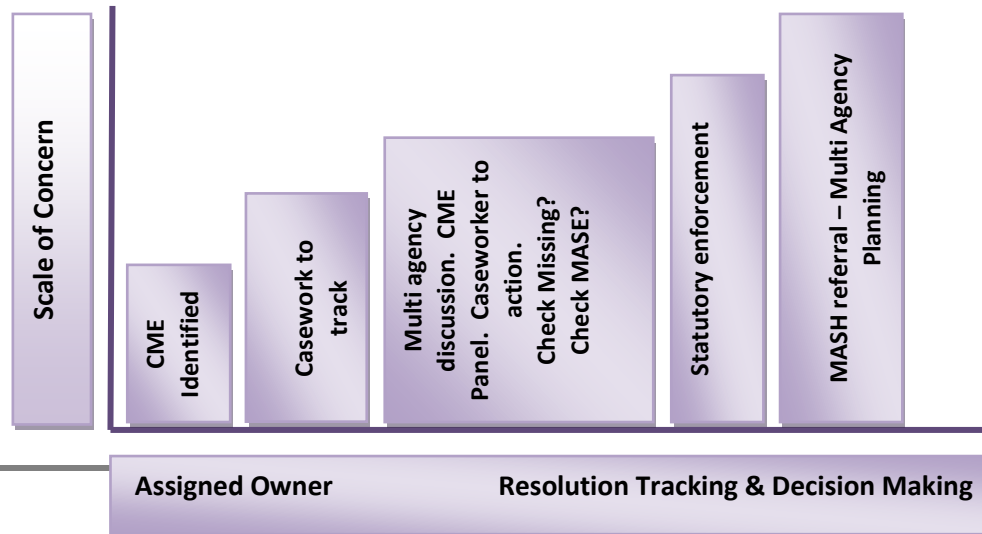 Scale of Concern
CME
Identified
Casework to
track
Multi agency
discussion.  CME
Panel.  Caseworker to
action.
Check Missing?
Check MASE?
Statutory enforcement
MASH referral – Multi Agency
Planning
Assigned Owner
Resolution Tracking & Decision Making